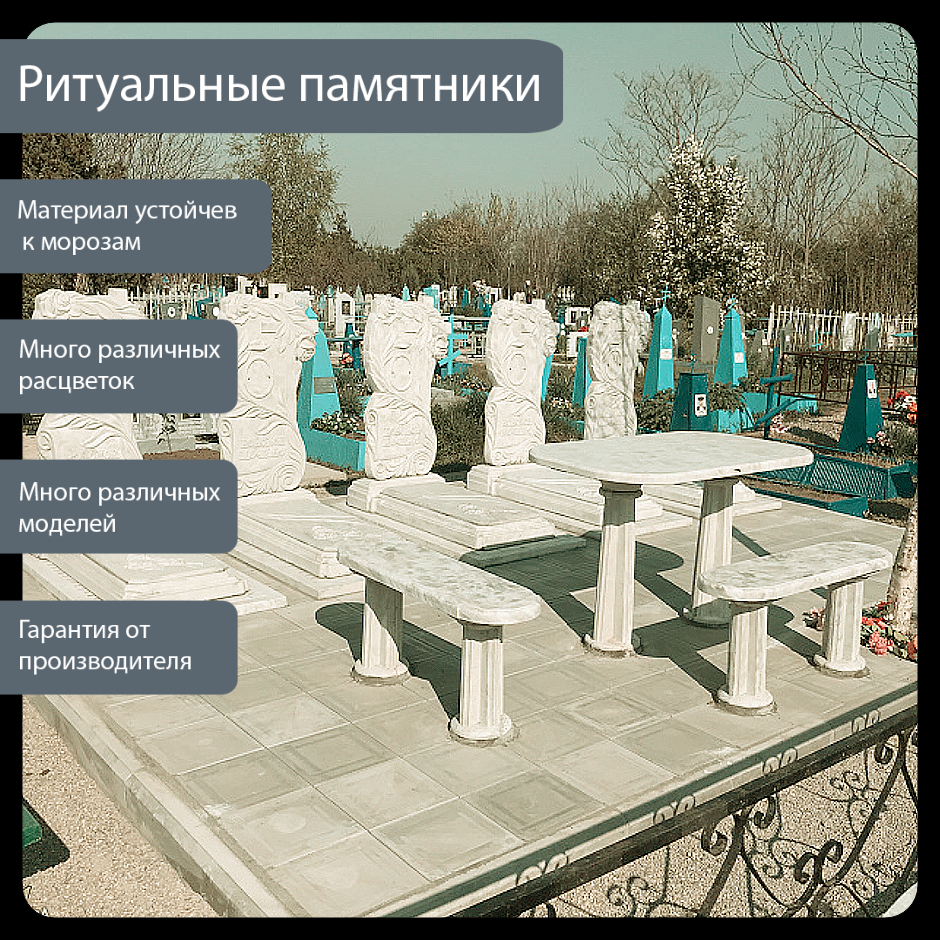 Ритуальные памятники
Материал устойчев
к морозам
Много различных
расцветок
Много различных
моделей
Гарантия от
производителя